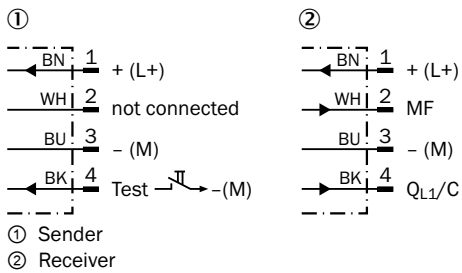 ①
BN 1 + (L+)
WH 2 not connected
BU 3 – (M)
BK 4 Test –(M)
②
BN 1 + (L+)
WH 2 MF
BU 3 – (M)
BK 4 QL1/C
① Sender
② Receiver